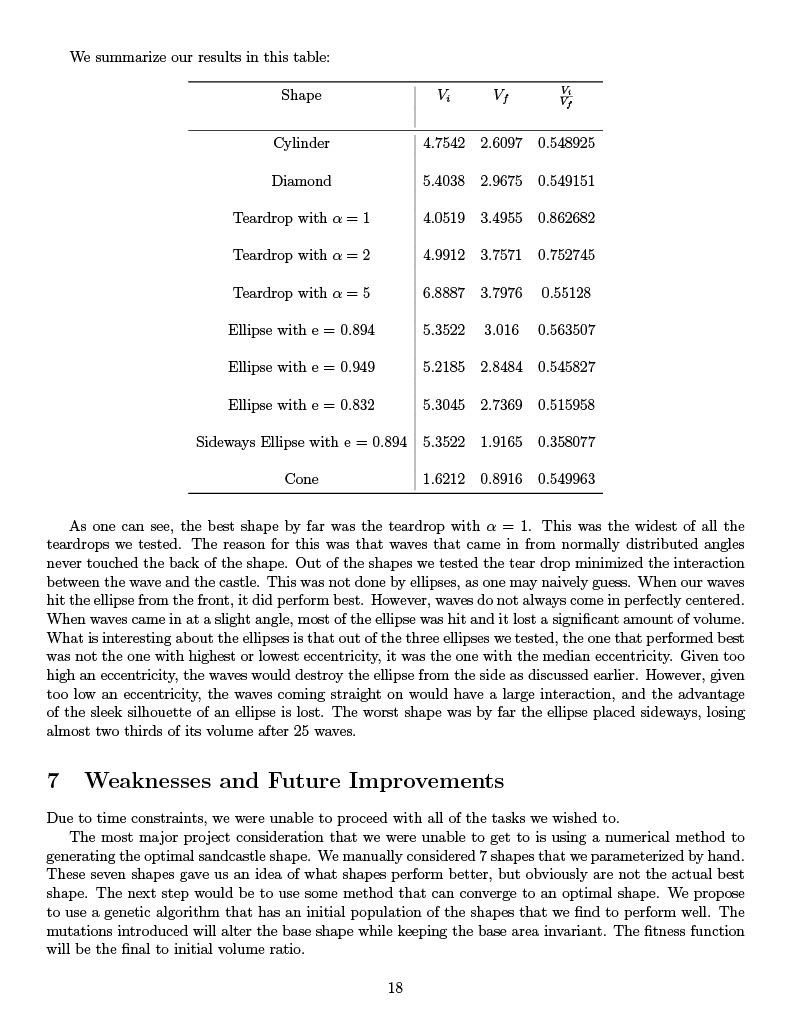 We summarize our results in this table:
Shape V_i V_f V_i/V_f
Cylinder 4.7542 2.6097 0.548925
Diamond 5.4038 2.9675 0.549151
Teardrop with α = 1 4.0519 3.4955 0.862682
Teardrop with α = 2 4.9912 3.7571 0.752745
Teardrop with α = 5 6.8887 3.7976 0.55128
Ellipse with e = 0.894 5.3522 3.016 0.563507
Ellipse with e = 0.949 5.2185 2.8484 0.545827
Ellipse with e = 0.832 5.3045 2.7369 0.515958
Sideways Ellipse with e = 0.894 5.3522 1.9165 0.358077
Cone 1.6212 0.8916 0.549963
As one can see, the best shape by far was the teardrop with α = 1. This was the widest of all the
teardrops we tested. The reason for this was that waves that came in from normally distributed angles
never touched the back of the shape. Out of the shapes we tested the tear drop minimized the interaction
between the wave and the castle. This was not done by ellipses, as one may naively guess. When our waves
hit the ellipse from the front, it did perform best. However, waves do not always come in perfectly centered.
When waves came in at a slight angle, most of the ellipse was hit and it lost a significant amount of volume.
What is interesting about the ellipses is that out of the three ellipses we tested, the one that performed best
was not the one with highest or lowest eccentricity, it was the one with the median eccentricity. Given too
high an eccentricity, the waves would destroy the ellipse from the side as discussed earlier. However, given
too low an eccentricity, the waves coming straight on would have a large interaction, and the advantage
of the sleek silhouette of an ellipse is lost. The worst shape was by far the ellipse placed sideways, losing
almost two thirds of its volume after 25 waves.
7 Weaknesses and Future Improvements
Due to time constraints, we were unable to proceed with all of the tasks we wished to.
The most major project consideration that we were unable to get to is using a numerical method to
generating the optimal sandcastle shape. We manually considered 7 shapes that we parameterized by hand.
These seven shapes gave us an idea of what shapes perform better, but obviously are not the actual best
shape. The next step would be to use some method that can converge to an optimal shape. We propose
to use a genetic algorithm that has an initial population of the shapes that we find to perform well. The
mutations introduced will alter the base shape while keeping the base area invariant. The fitness function
will be the final to initial volume ratio.
18